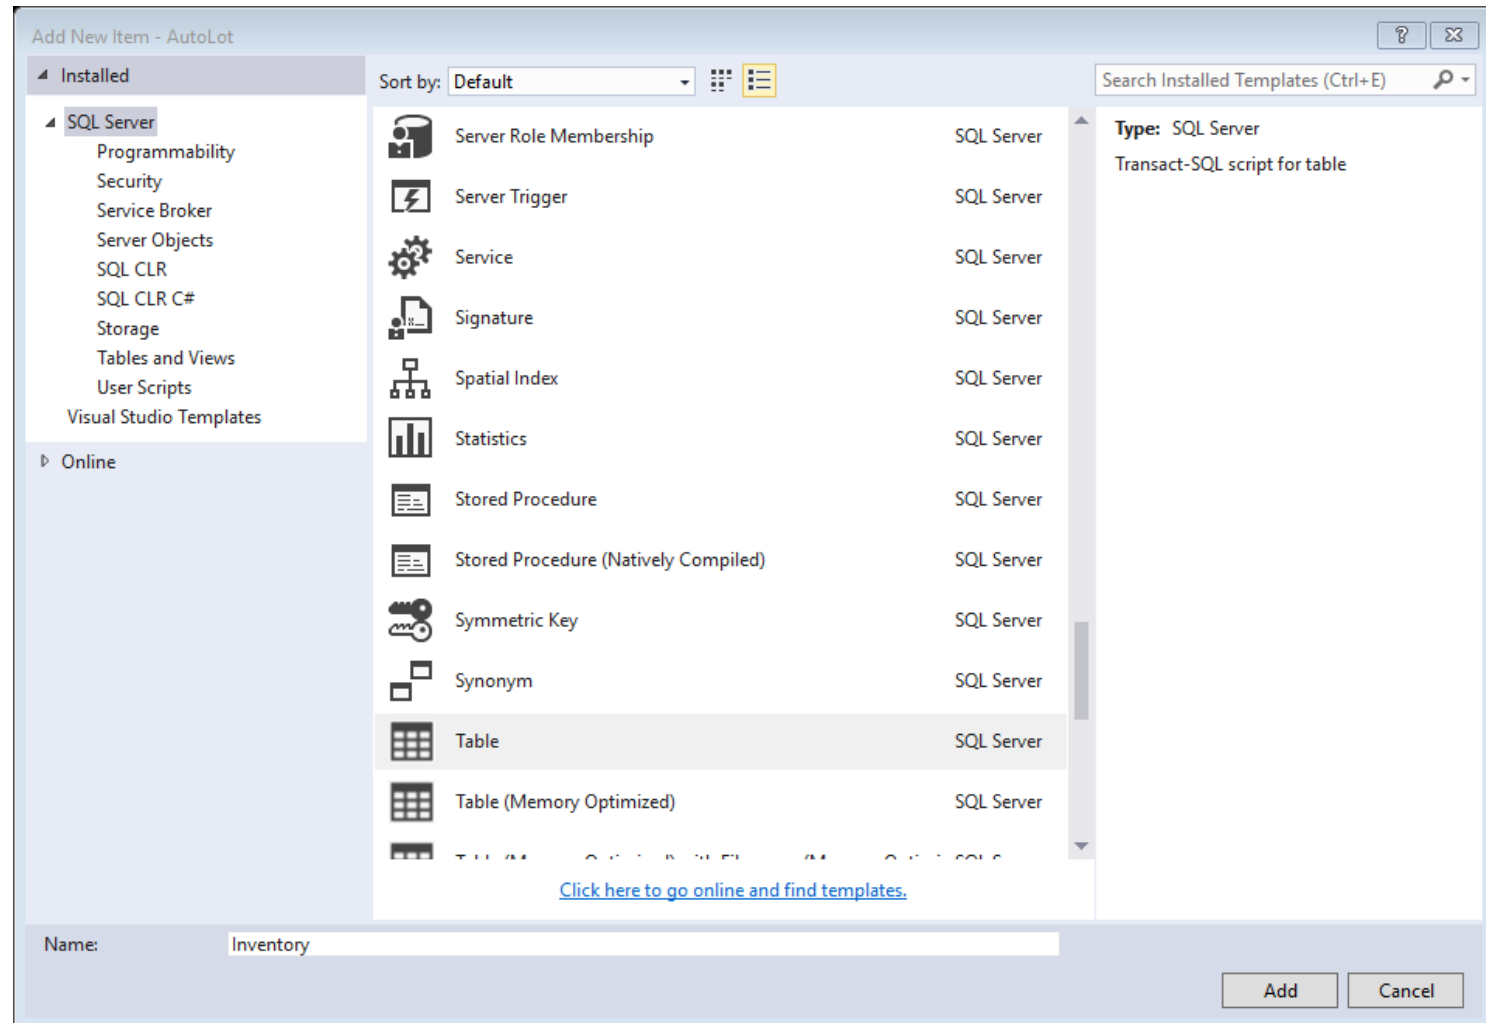 Add New Item - AutoLot
Installed
Sort by: Default
Search Installed Templates (Ctrl+E)
SQL Server
Programmability
Security
Service Broker
Server Objects
SQL CLR
SQL CLR C#
Storage
Tables and Views
User Scripts
Visual Studio Templates
Online
Server Role Membership SQL Server
Server Trigger SQL Server
Service SQL Server
Signature SQL Server
Spatial Index SQL Server
Statistics SQL Server
Stored Procedure SQL Server
Stored Procedure (Natively Compiled) SQL Server
Symmetric Key SQL Server
Synonym SQL Server
Table SQL Server
Table (Memory Optimized) SQL Server
Click here to go online and find templates.
Type: SQL Server
Transact-SQL script for table
Name: Inventory
Add Cancel